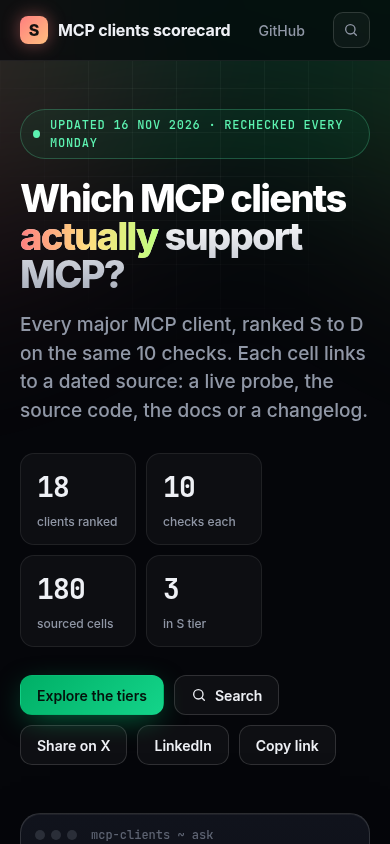 S MCP clients scorecard GitHub
UPDATED 16 NOV 2026 · RECHECKED EVERY
MONDAY
Which MCP clients
actually support
MCP?
Every major MCP client, ranked S to D
on the same 10 checks. Each cell links
to a dated source: a live probe, the
source code, the docs or a changelog.
18 10
clients ranked checks each
180 3
sourced cells in S tier
Explore the tiers Search
Share on X LinkedIn Copy link
mcp-clients ~ ask